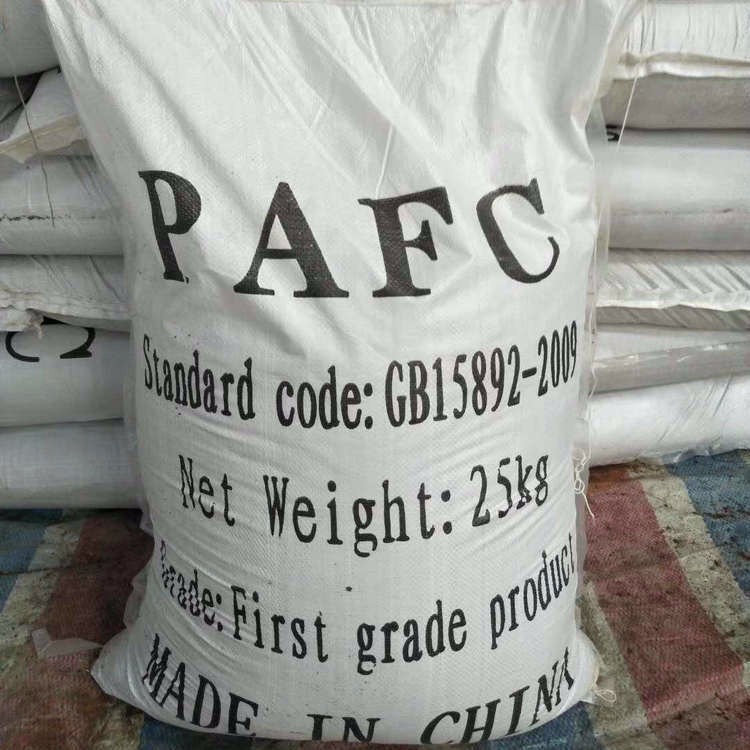 PAFC
Standard code: GB15892-2009
Net Weight: 25kg
Grade: First grade product
MADE IN CHINA